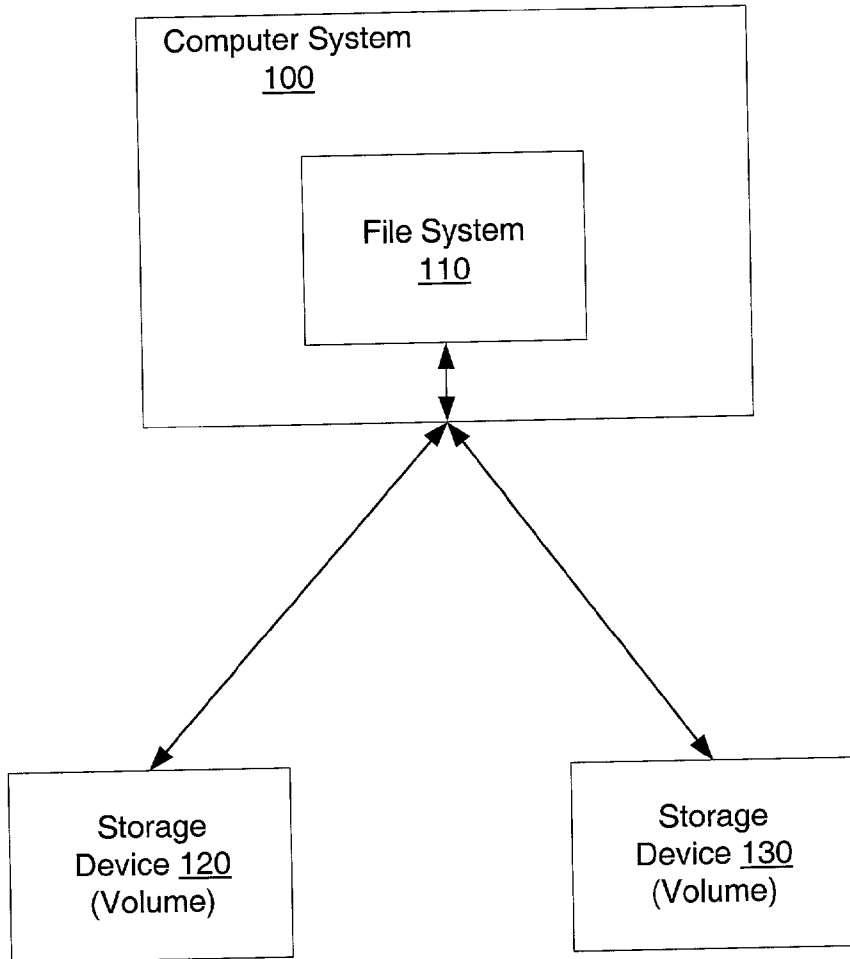 Computer System
100
File System
110
Storage
Device 120
(Volume)
Storage
Device 130
(Volume)